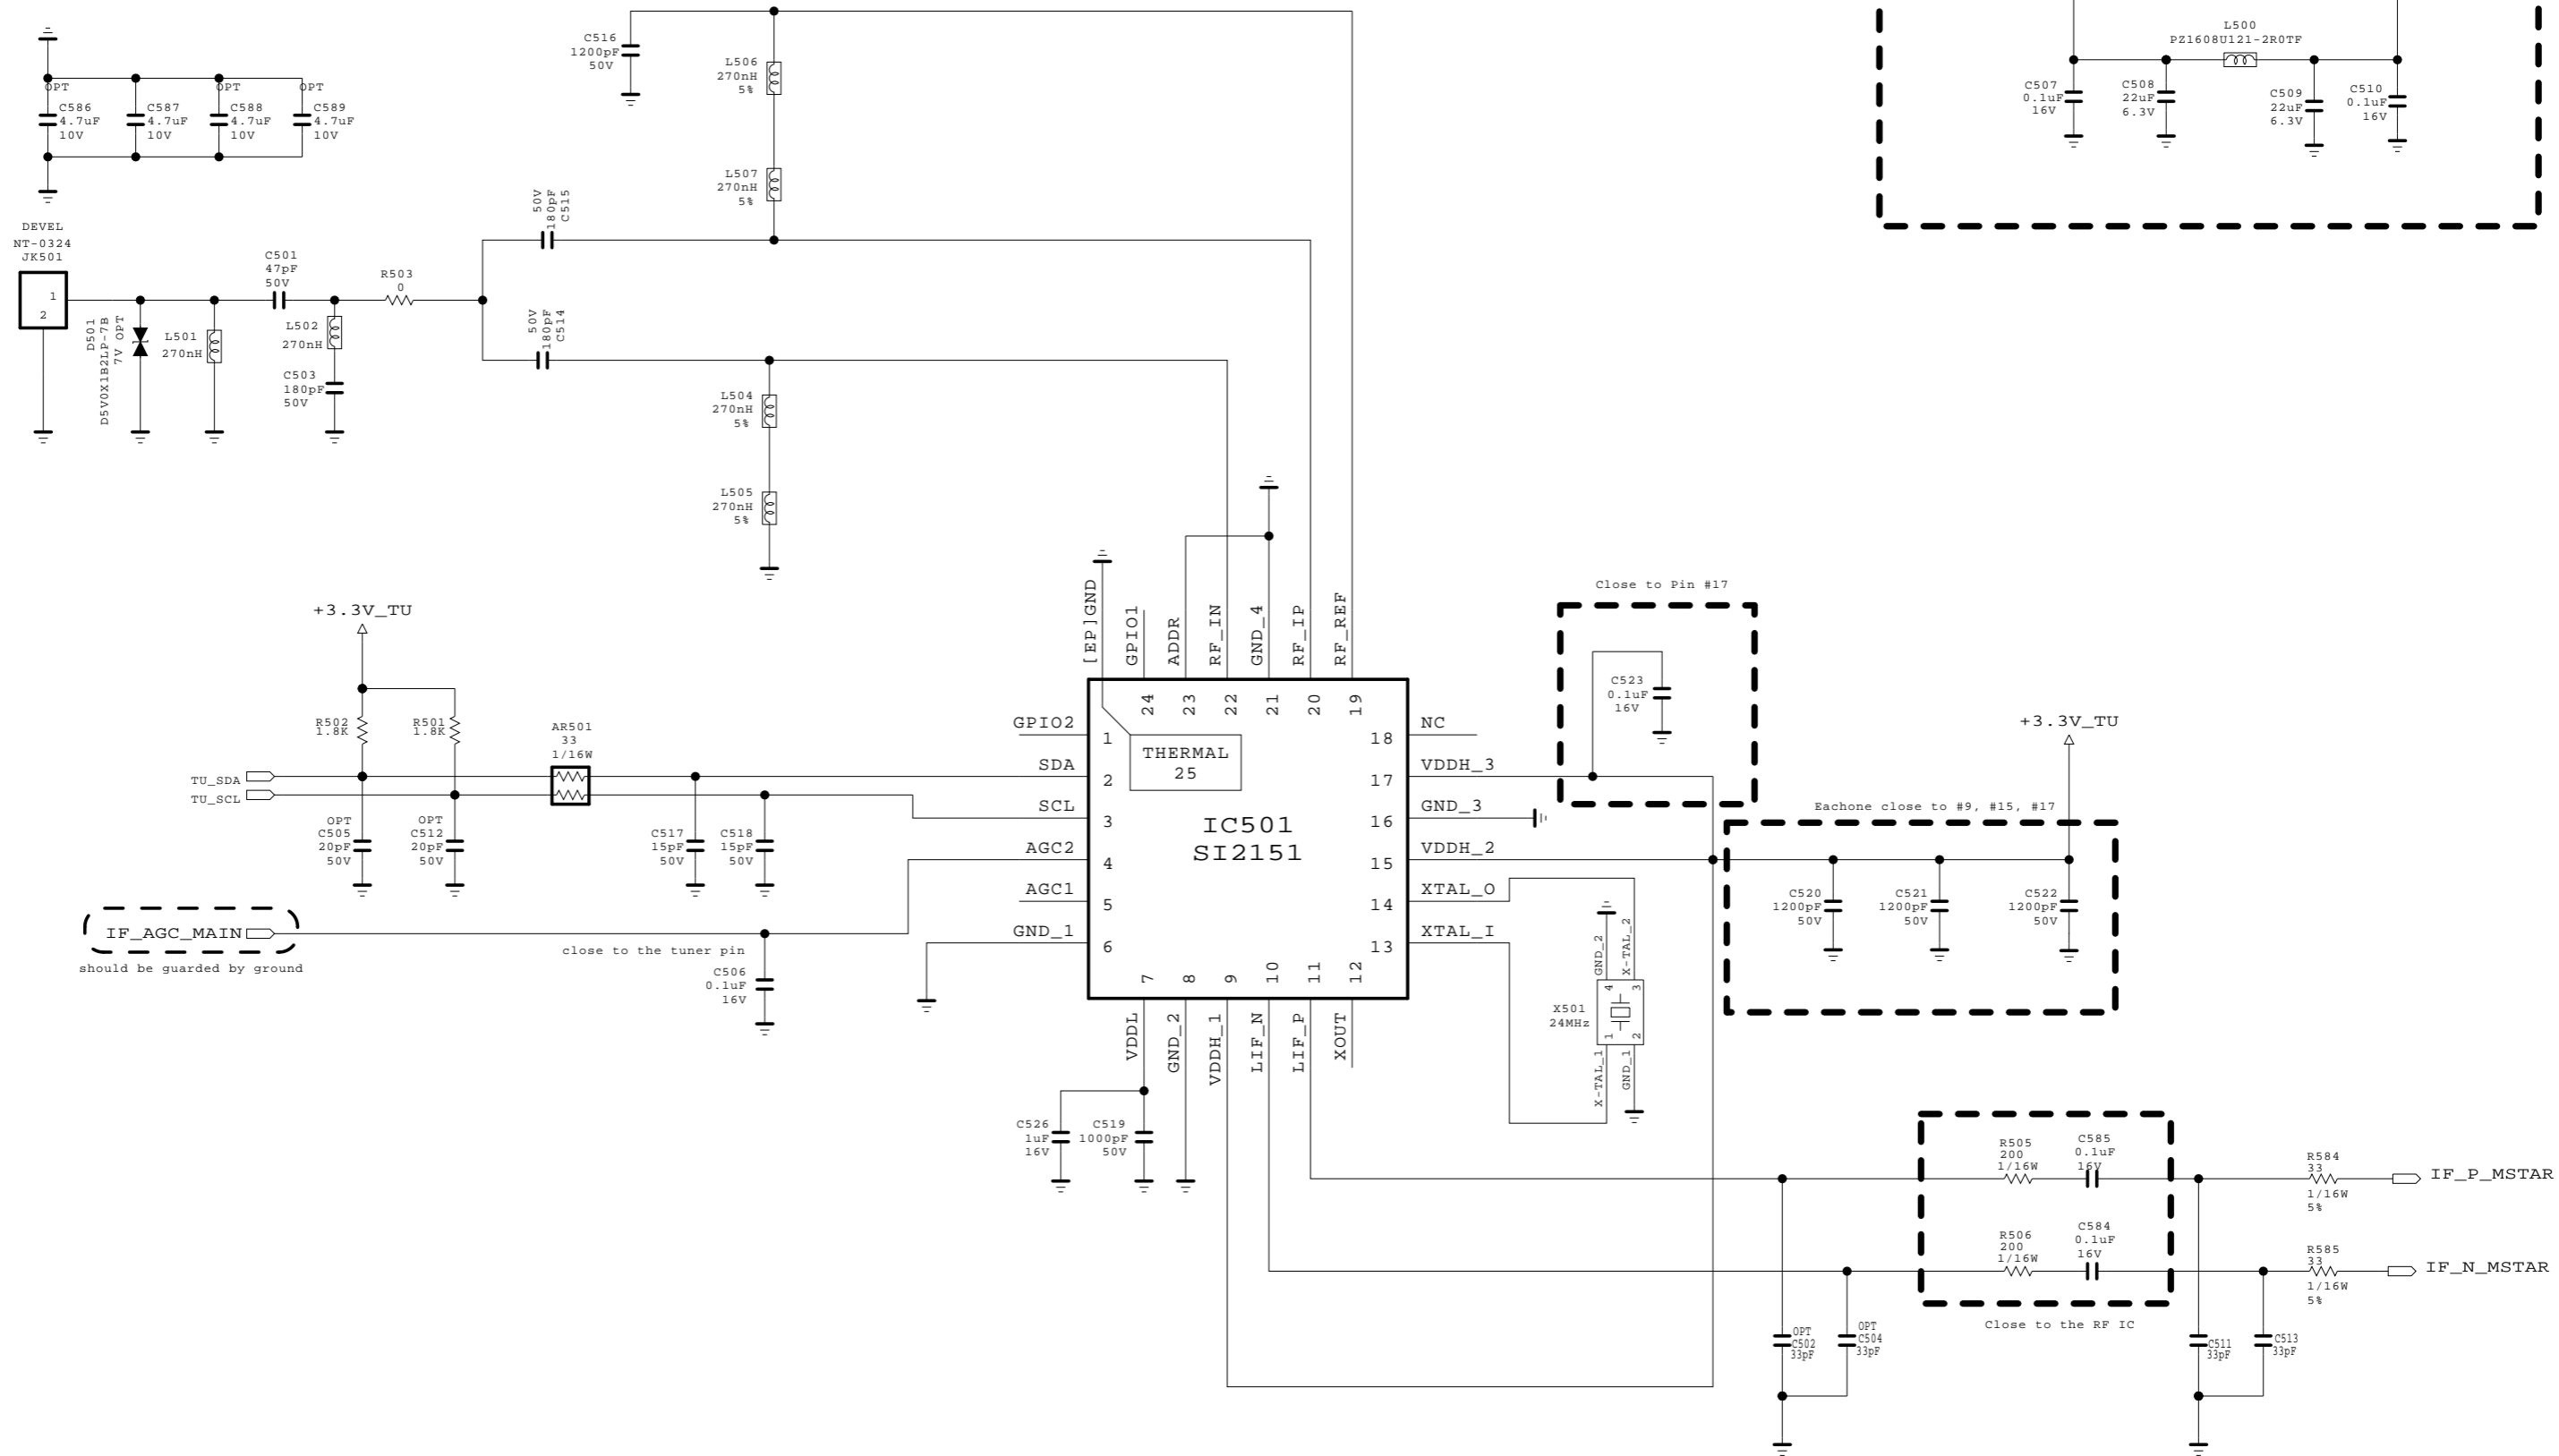 C516
1200pF
50V
L506
270nH
5%
L500
PZ1608U121-2R0TF
C507
0.1uF
16V
C508
22uF
6.3V
C509
22uF
6.3V
C510
0.1uF
16V
OPT
C586
4.7uF
10V
C587
4.7uF
10V
OPT
C588
4.7uF
10V
OPT
C589
4.7uF
10V
L507
270nH
5%
DEVEL
NT-0324
JK501
1
2
D501
D5V0X1B2LP-7B
7V OPT
L501
270nH
C501
47pF
50V
L502
270nH
C503
180pF
50V
R503
0
50V
180pF
C515
50V
180pF
C514
L504
270nH
5%
L505
270nH
5%
+3.3V_TU
R502
1.8K
R501
1.8K
AR501
33
1/16W
TU_SDA
TU_SCL
OPT
C505
20pF
50V
OPT
C512
20pF
50V
C517
15pF
50V
C518
15pF
50V
IF_AGC_MAIN
should be guarded by ground
close to the tuner pin
C506
0.1uF
16V
[EP]GND
GPIO1
ADDR
RF_IN
GND_4
RF_IP
RF_REF
24
23
22
21
20
19
GPIO2
1
SDA
2
SCL
3
AGC2
4
AGC1
5
GND_1
6
THERMAL
25
IC501
SI2151
NC
18
VDDH_3
17
GND_3
16
VDDH_2
15
XTAL_O
14
XTAL_I
13
7
8
9
10
11
12
VDDL
GND_2
VDDH_1
LIF_N
LIF_P
XOUT
C526
1uF
16V
C519
1000pF
50V
Close to Pin #17
C523
0.1uF
16V
+3.3V_TU
Eachone close to #9, #15, #17
C520
1200pF
50V
C521
1200pF
50V
C522
1200pF
50V
GND_2
X-TAL_2
4
3
X501
24MHz
1
2
X-TAL_1
GND_1
R505
200
1/16W
C585
0.1uF
16V
R584
33
1/16W
5%
IF_P_MSTAR
R506
200
1/16W
C584
0.1uF
16V
R585
33
1/16W
5%
IF_N_MSTAR
Close to the RF IC
OPT
C502
33pF
OPT
C504
33pF
C511
33pF
C513
33pF